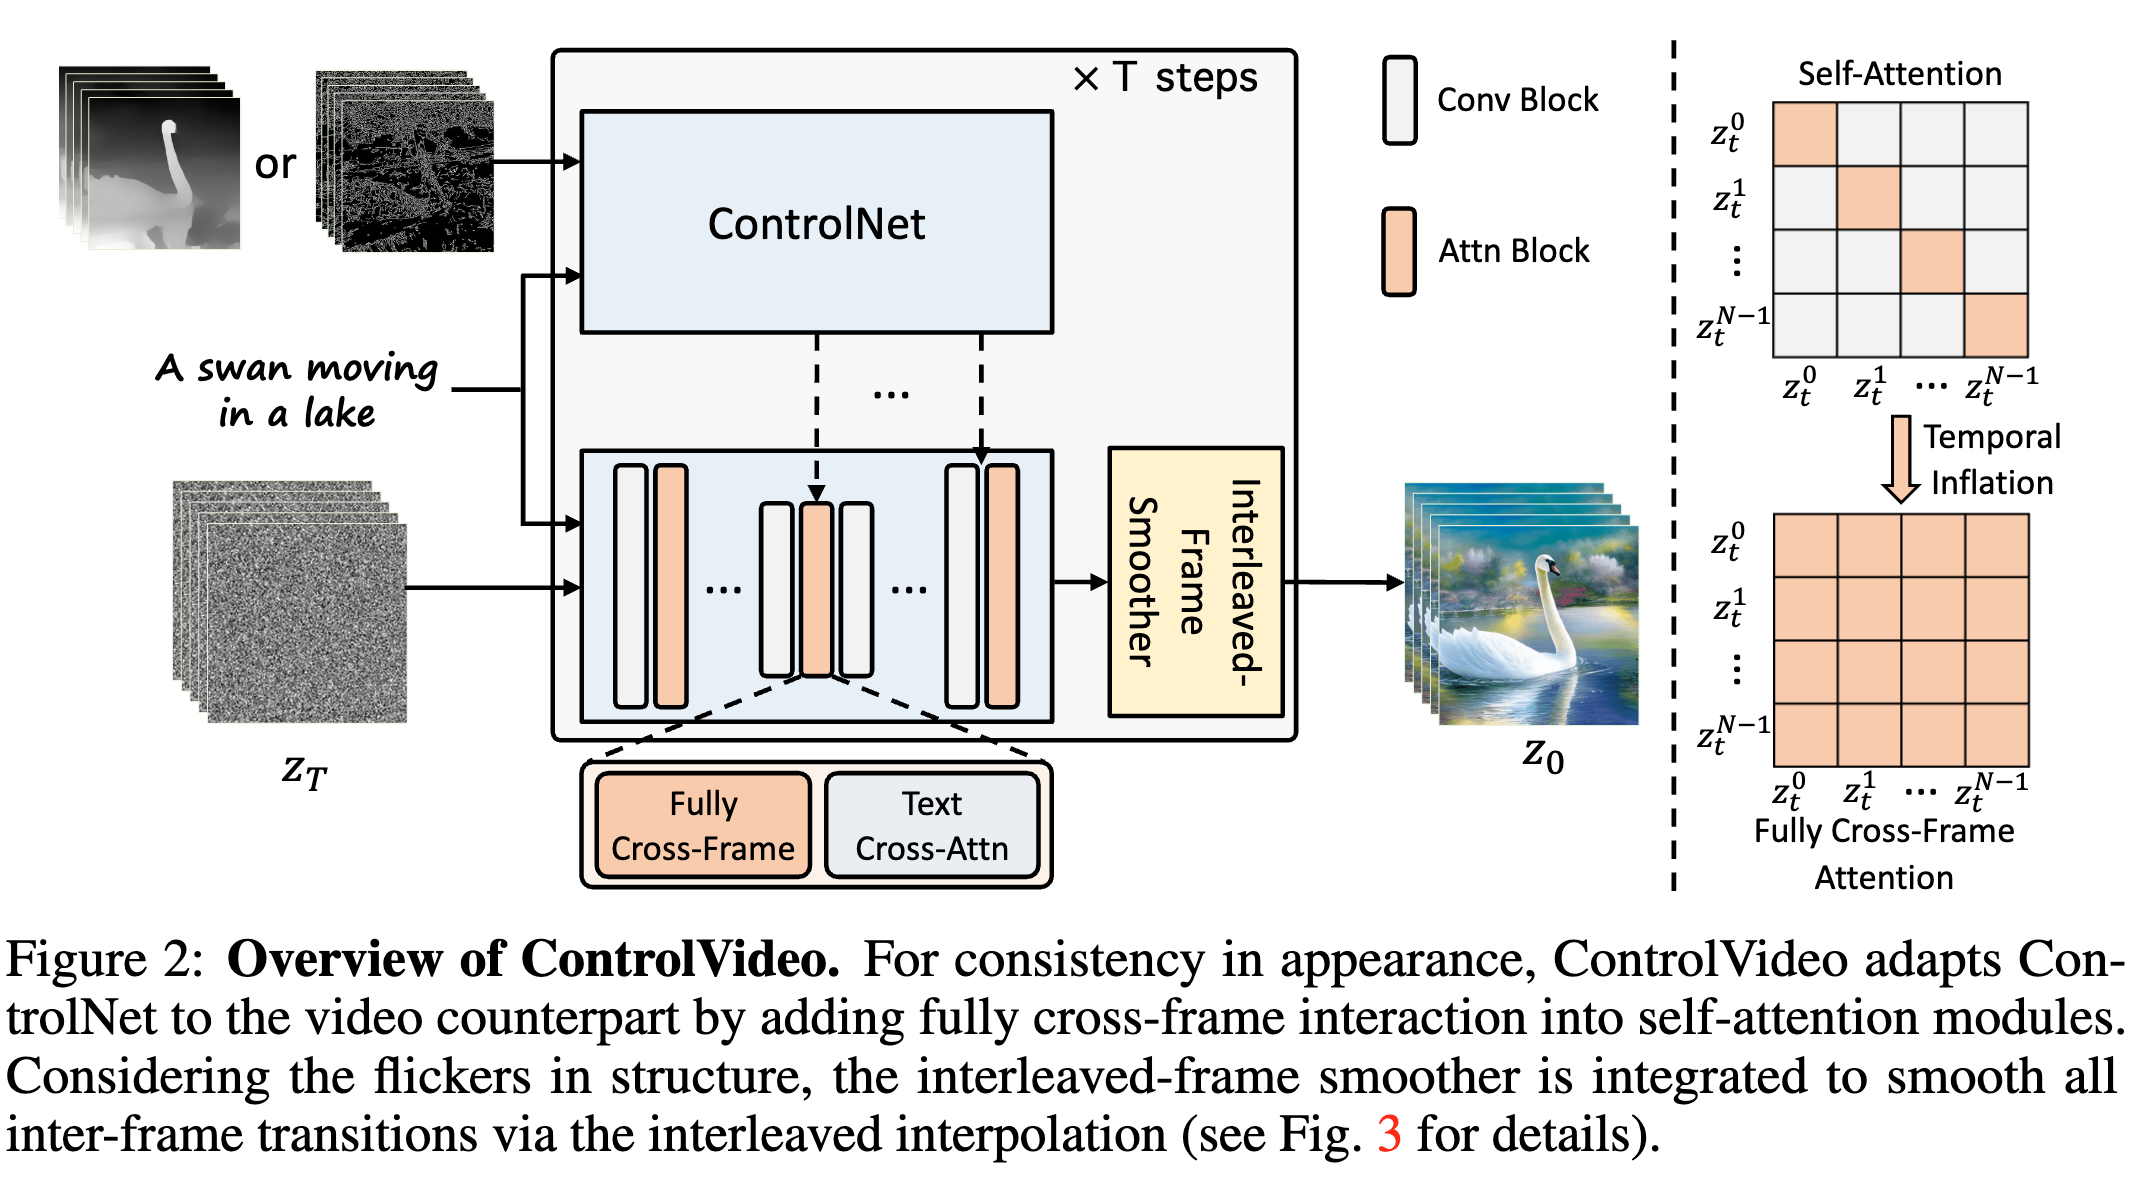 or
× T steps
ControlNet
A swan moving
in a lake
...
... ...
Interleaved-
Frame
Smoother
z_T
Fully
Cross-Frame
Text
Cross-Attn
z_0
Conv Block
Attn Block
Self-Attention
z_t^0
z_t^1
⋮
z_t^{N−1}
z_t^0 z_t^1 ⋯ z_t^{N−1}
Temporal
Inflation
z_t^0
z_t^1
⋮
z_t^{N−1}
z_t^0 z_t^1 ⋯ z_t^{N−1}
Fully Cross-Frame
Attention
Figure 2: Overview of ControlVideo. For consistency in appearance, ControlVideo adapts Con-
trolNet to the video counterpart by adding fully cross-frame interaction into self-attention modules.
Considering the flickers in structure, the interleaved-frame smoother is integrated to smooth all
inter-frame transitions via the interleaved interpolation (see Fig. 3 for details).